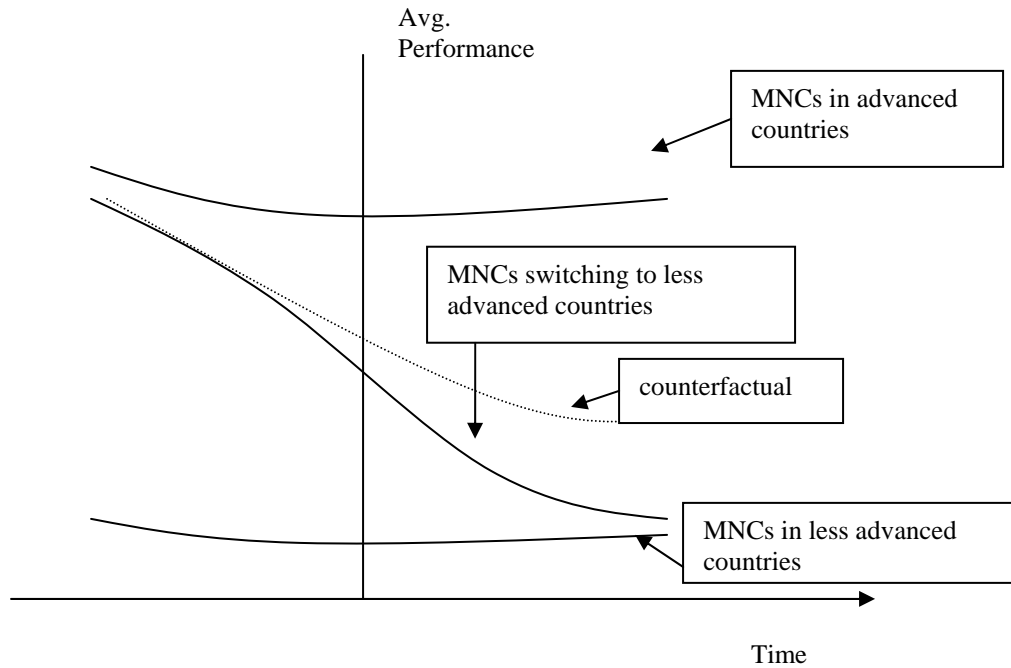 Avg.
Performance
MNCs in advanced
countries
MNCs switching to less
advanced countries
counterfactual
MNCs in less advanced
countries
Time